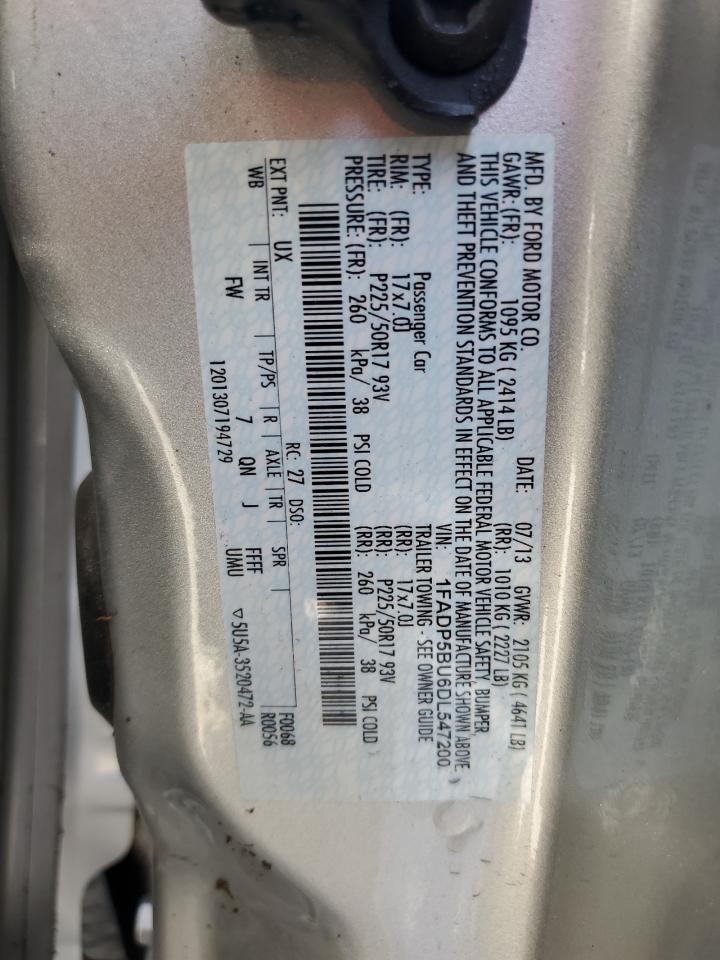 MFD. BY FORD MOTOR CO. DATE: 07/13 GVWR: 2105 KG ( 4641 LB)
GAWR: (FR): 1095 KG ( 2414 LB) (RR): 1010 KG ( 2227 LB)
THIS VEHICLE CONFORMS TO ALL APPLICABLE FEDERAL MOTOR VEHICLE SAFETY, BUMPER
AND THEFT PREVENTION STANDARDS IN EFFECT ON THE DATE OF MANUFACTURE SHOWN ABOVE.
VIN: 1FADP5BU6DL547200
TYPE: Passenger Car TRAILER TOWING - SEE OWNER GUIDE
RIM: (FR): 17x7.0J (RR): 17x7.0J
TIRE: (FR): P225/50R17 93V (RR): P225/50R17 93V
PRESSURE: (FR): 260 kPa/ 38 PSI COLD (RR): 260 kPa/ 38 PSI COLD
RC: 27 DSO: F0068
EXT PNT: UX R0056
WB INT TR TP/PS R AXLE TR SPR
FW 7 QN J FFFF
UMU
1201307194729 ▽5U5A-3520472-AA